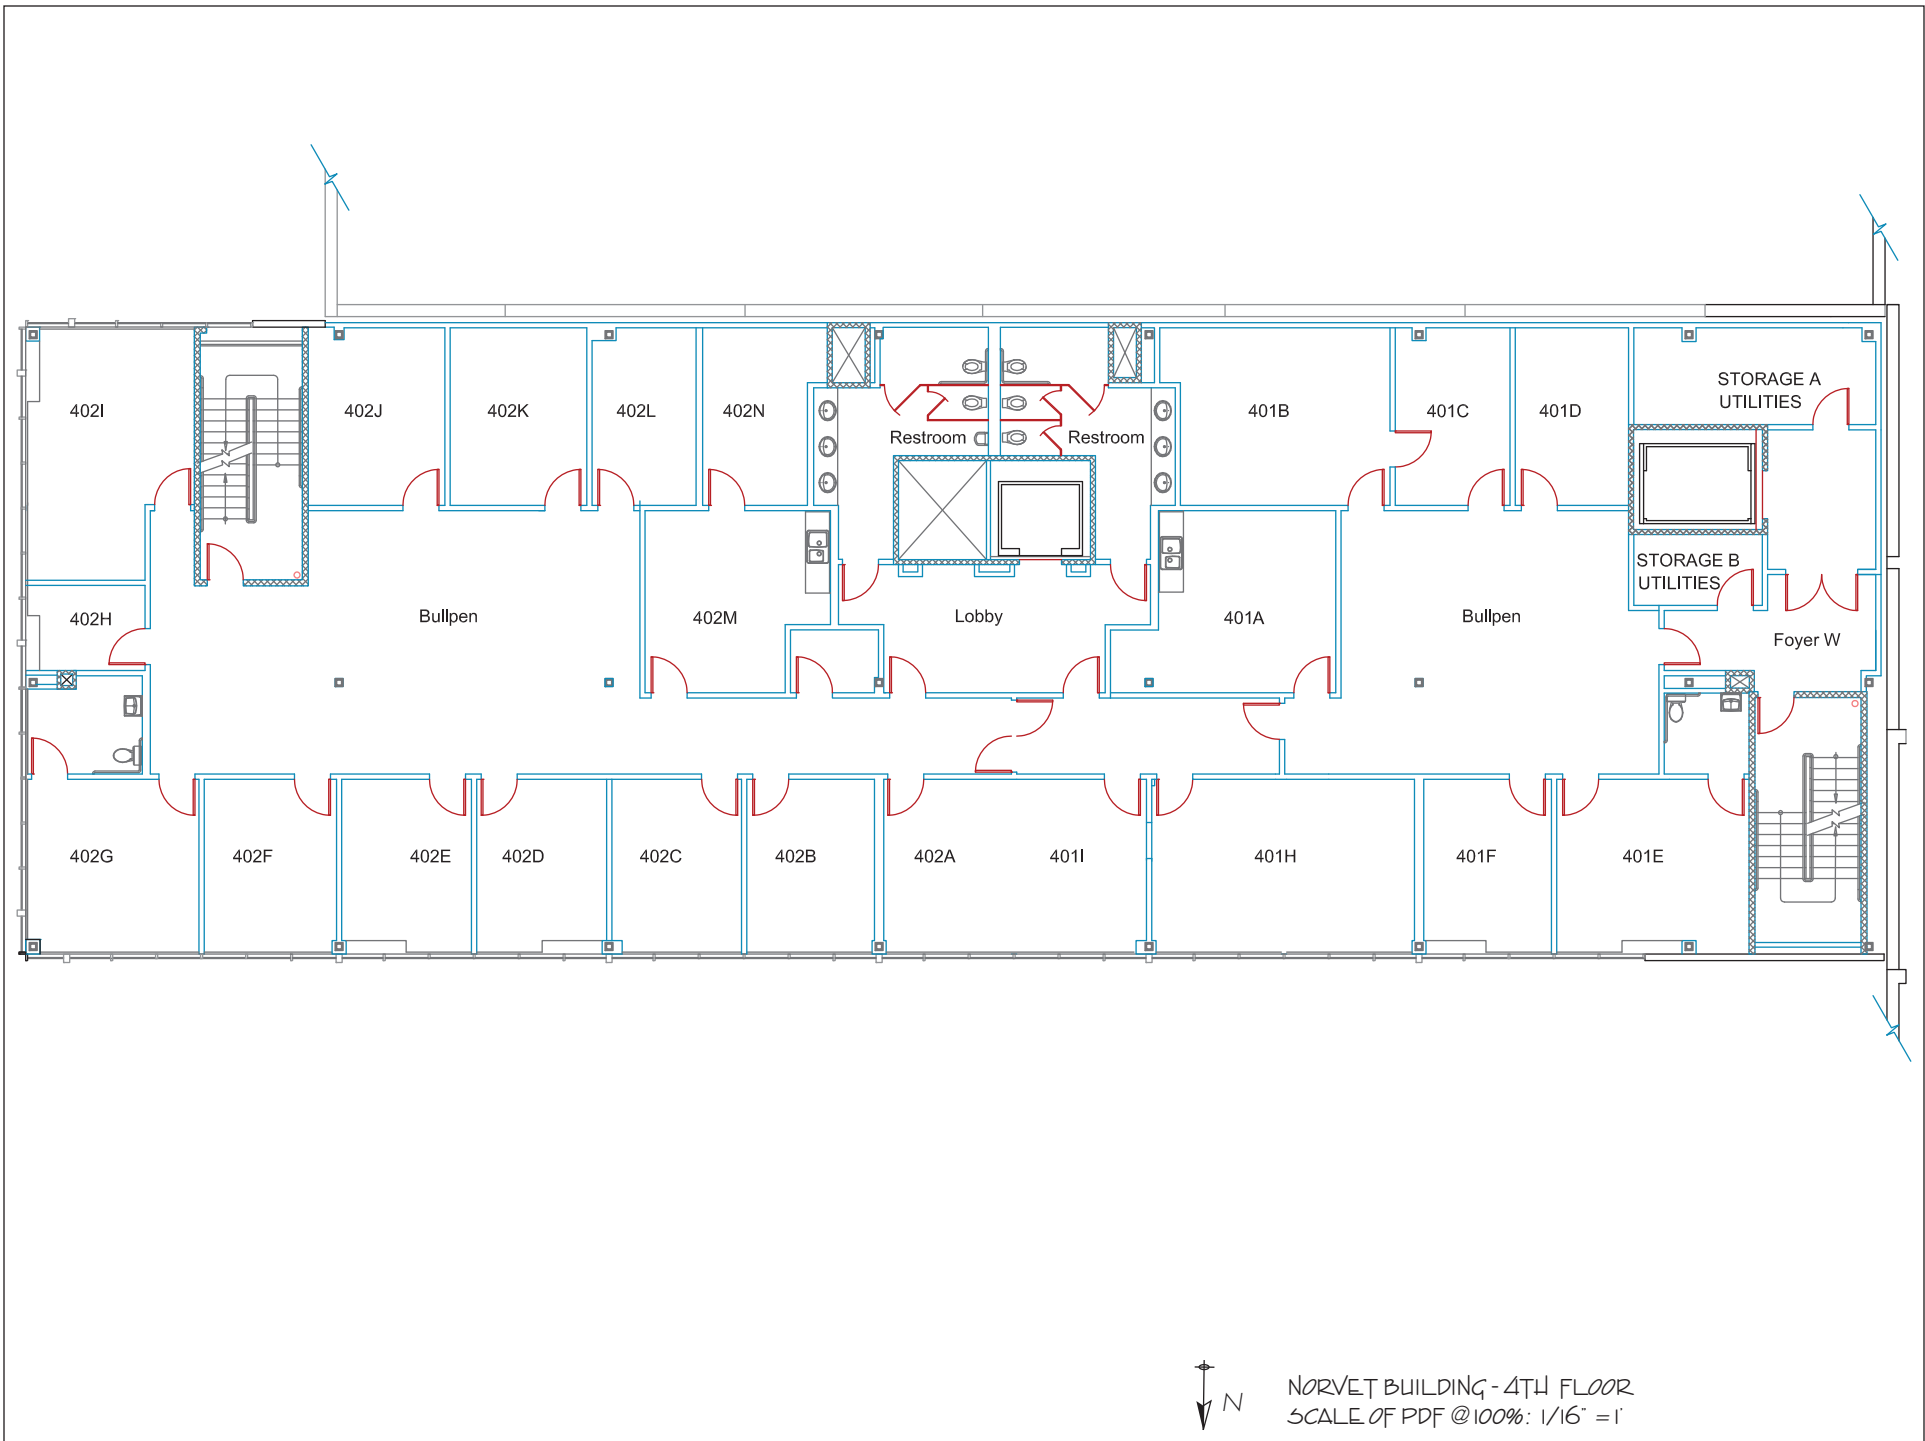 STORAGE A
UTILITIES
402I
402J
402K
402L
402N
401B
401C
401D
Restroom
Restroom
STORAGE B
UTILITIES
402H
Bullpen
402M
Lobby
401A
Bullpen
Foyer W
402G
402F
402E
402D
402C
402B
402A
401I
401H
401F
401E
N
NORVET BUILDING - 4TH FLOOR
SCALE OF PDF @ 100%: 1/16" = 1'